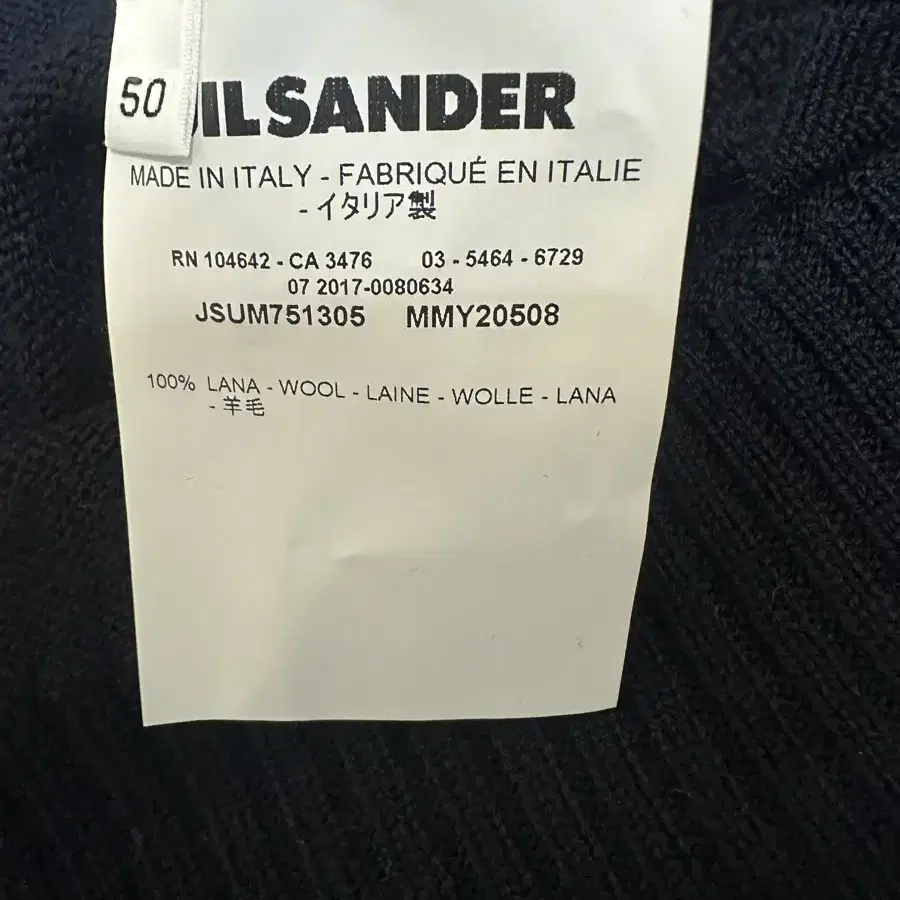 50
JILSANDER
MADE IN ITALY - FABRIQUÉ EN ITALIE
- イタリア製
RN 104642 - CA 3476 03 - 5464 - 6729
07 2017-0080634
JSUM751305 MMY20508
100% LANA - WOOL - LAINE - WOLLE - LANA
- 羊毛